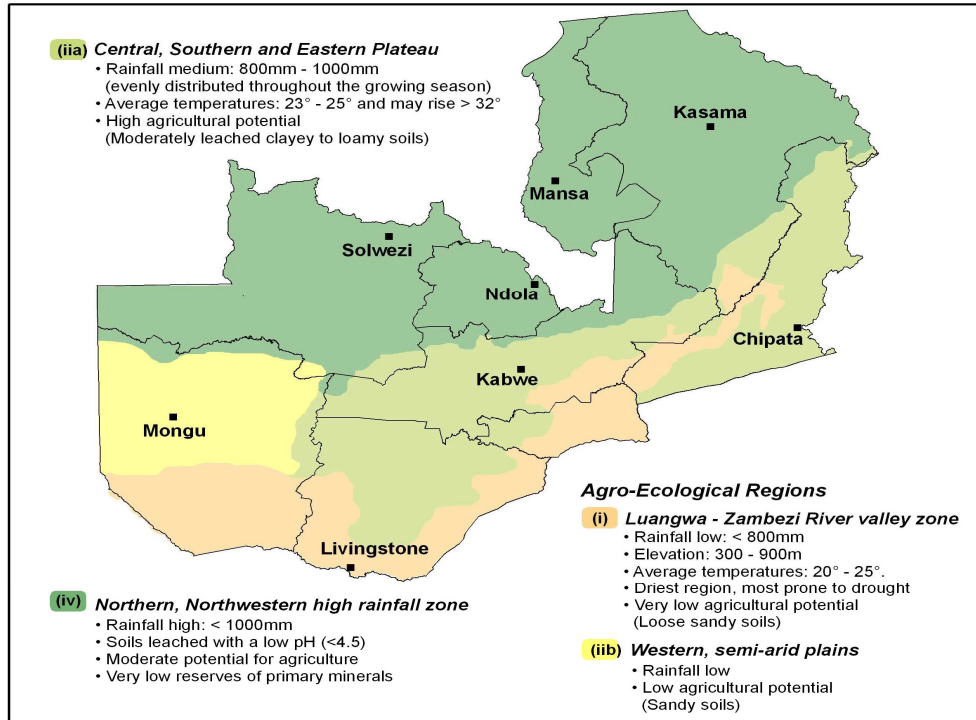 (iia) Central, Southern and Eastern Plateau
• Rainfall medium: 800mm - 1000mm
(evenly distributed throughout the growing season)
• Average temperatures: 23° - 25° and may rise > 32°
• High agricultural potential
(Moderately leached clayey to loamy soils)
Kasama
Mansa
Solwezi
Ndola
Chipata
Kabwe
Mongu
Livingstone
Agro-Ecological Regions
(i) Luangwa - Zambezi River valley zone
• Rainfall low: < 800mm
• Elevation: 300 - 900m
• Average temperatures: 20° - 25°.
• Driest region, most prone to drought
• Very low agricultural potential
(Loose sandy soils)
(iib) Western, semi-arid plains
• Rainfall low
• Low agricultural potential
(Sandy soils)
(iv) Northern, Northwestern high rainfall zone
• Rainfall high: < 1000mm
• Soils leached with a low pH (<4.5)
• Moderate potential for agriculture
• Very low reserves of primary minerals